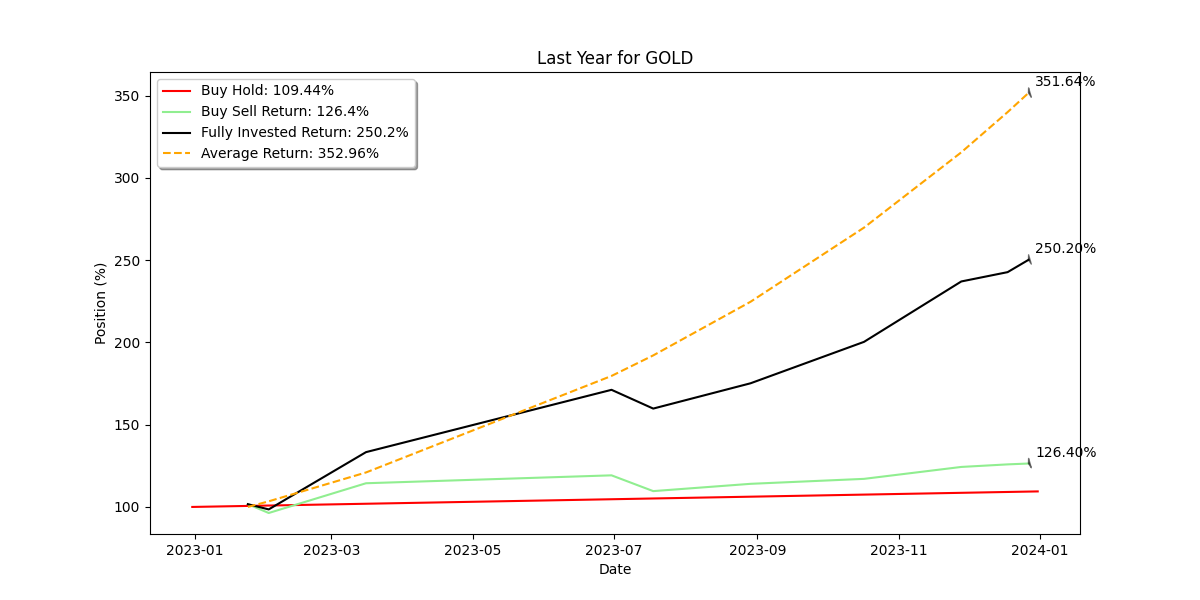 Last Year for GOLD
351.64%
350
Buy Hold: 109.44%
Buy Sell Return: 126.4%
Fully Invested Return: 250.2%
Average Return: 352.96%
300
250.20%
250
Position (%)
200
150
126.40%
100
2023-01 2023-03 2023-05 2023-07 2023-09 2023-11 2024-01
Date